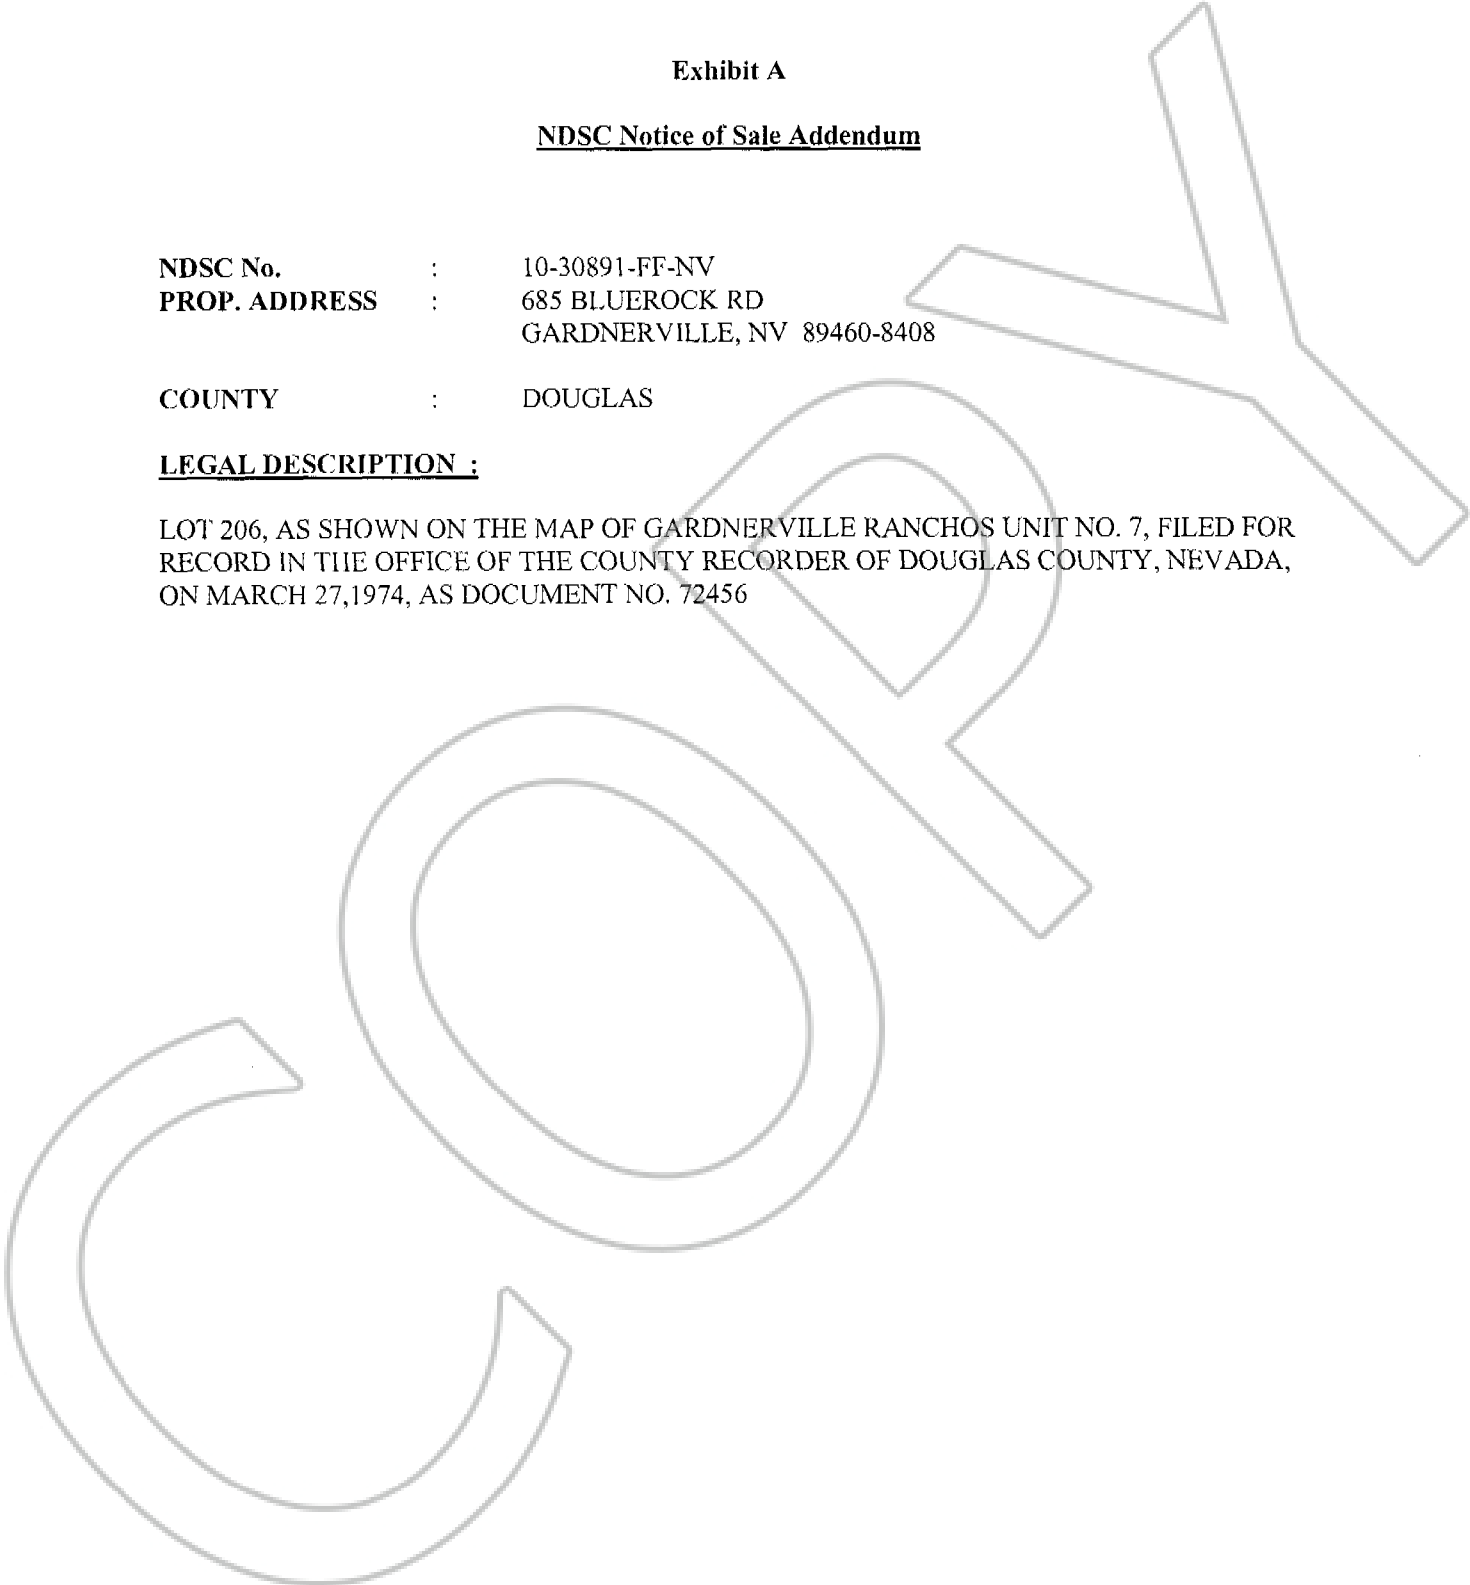 Exhibit A
NDSC Notice of Sale Addendum
NDSC No. : 10-30891-FF-NV
PROP. ADDRESS : 685 BLUEROCK RD
GARDNERVILLE, NV 89460-8408
COUNTY : DOUGLAS
LEGAL DESCRIPTION :
LOT 206, AS SHOWN ON THE MAP OF GARDNERVILLE RANCHOS UNIT NO. 7, FILED FOR
RECORD IN THE OFFICE OF THE COUNTY RECORDER OF DOUGLAS COUNTY, NEVADA,
ON MARCH 27,1974, AS DOCUMENT NO. 72456
COPY